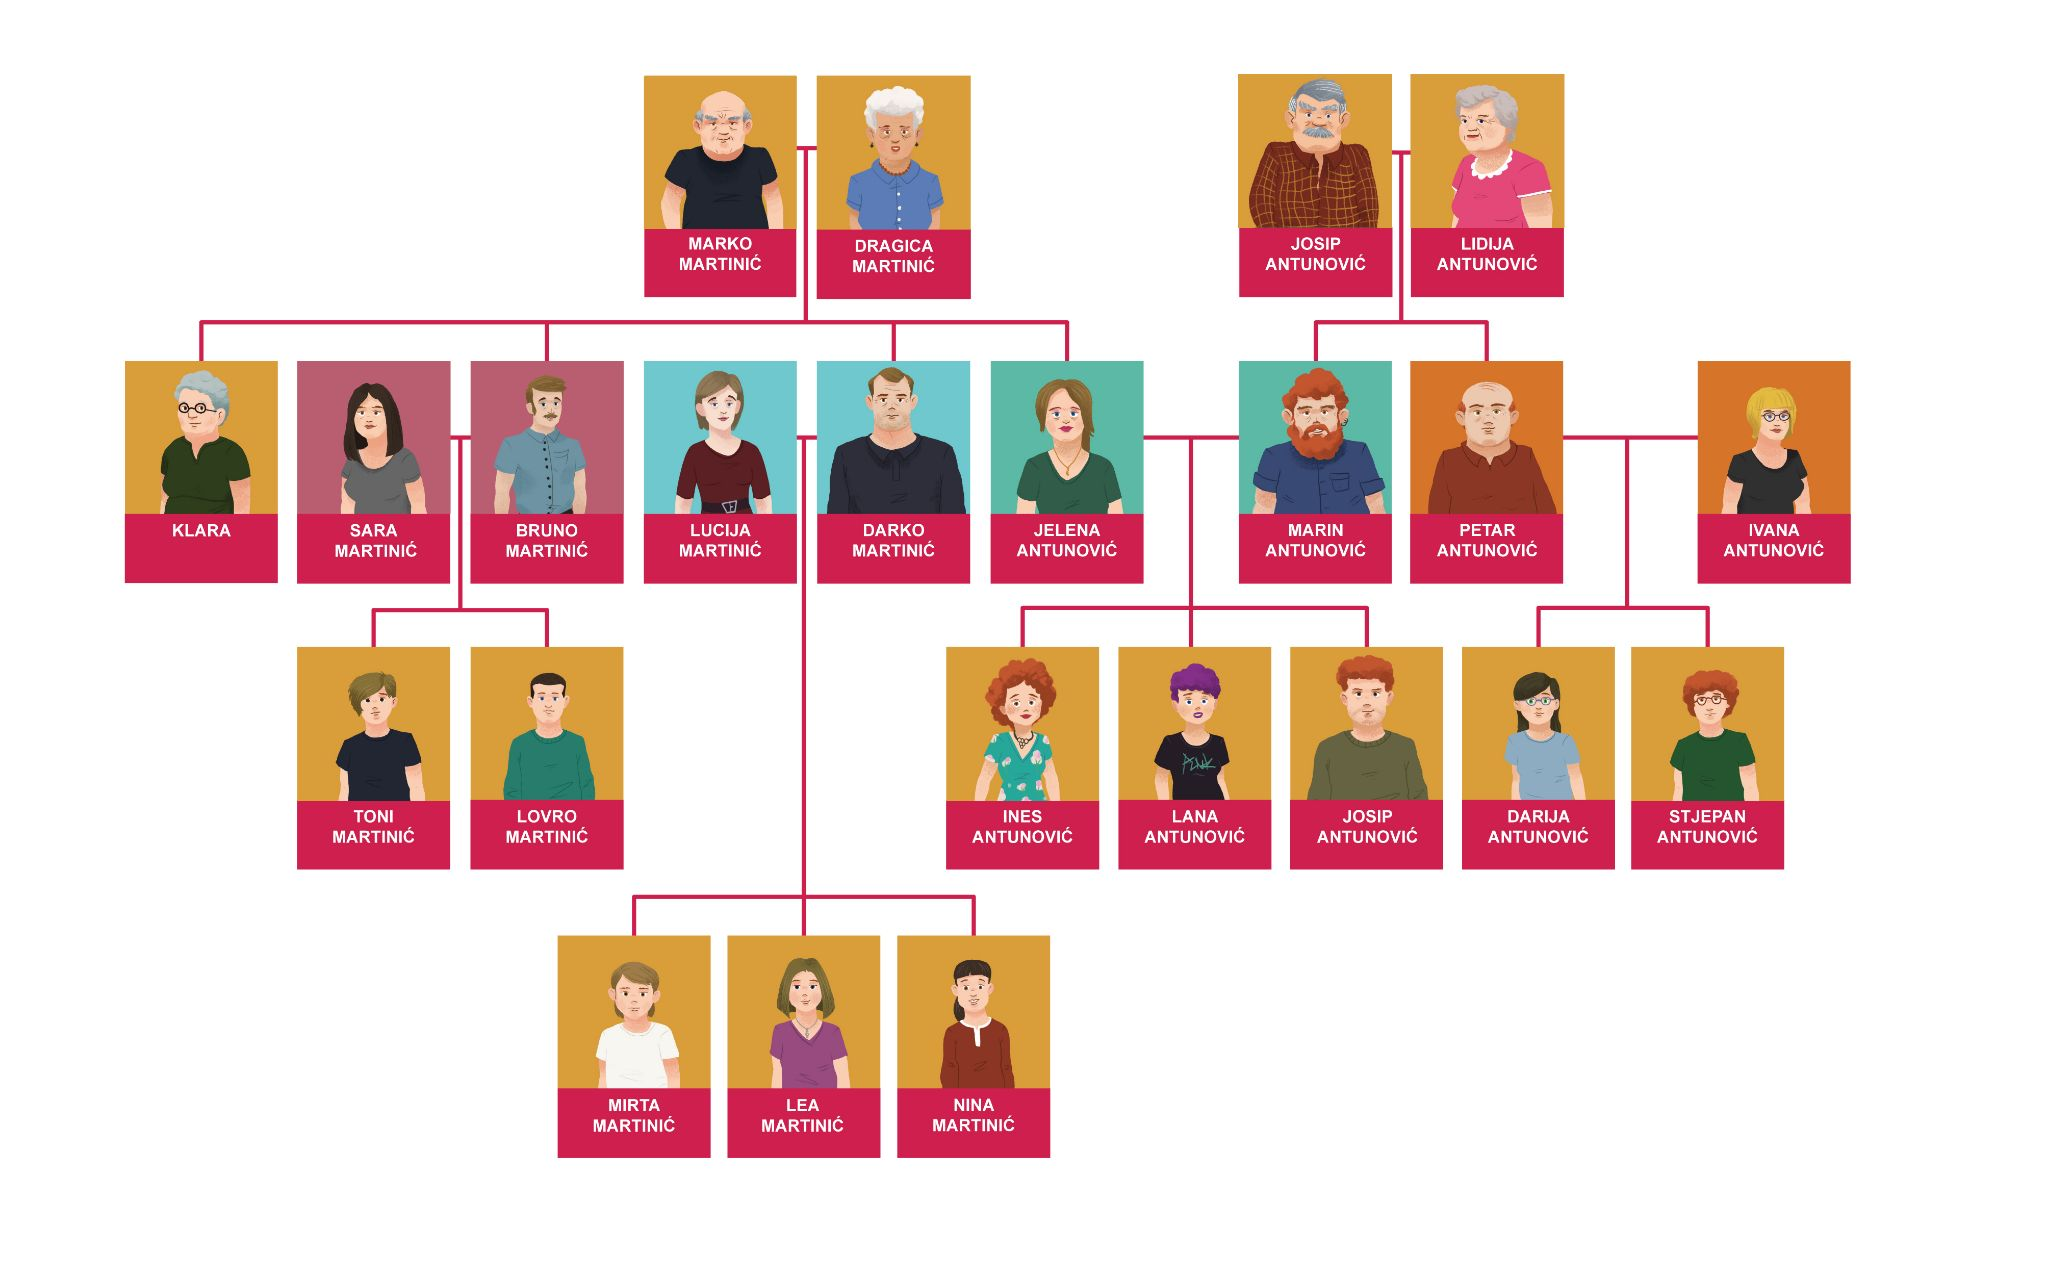 MARKO
MARTINIĆ
DRAGICA
MARTINIĆ
JOSIP
ANTUNOVIĆ
LIDIJA
ANTUNOVIĆ
KLARA
SARA
MARTINIĆ
BRUNO
MARTINIĆ
LUCIJA
MARTINIĆ
DARKO
MARTINIĆ
JELENA
ANTUNOVIĆ
MARIN
ANTUNOVIĆ
PETAR
ANTUNOVIĆ
IVANA
ANTUNOVIĆ
TONI
MARTINIĆ
LOVRO
MARTINIĆ
INES
ANTUNOVIĆ
PUNK
LANA
ANTUNOVIĆ
JOSIP
ANTUNOVIĆ
DARIJA
ANTUNOVIĆ
STJEPAN
ANTUNOVIĆ
MIRTA
MARTINIĆ
LEA
MARTINIĆ
NINA
MARTINIĆ